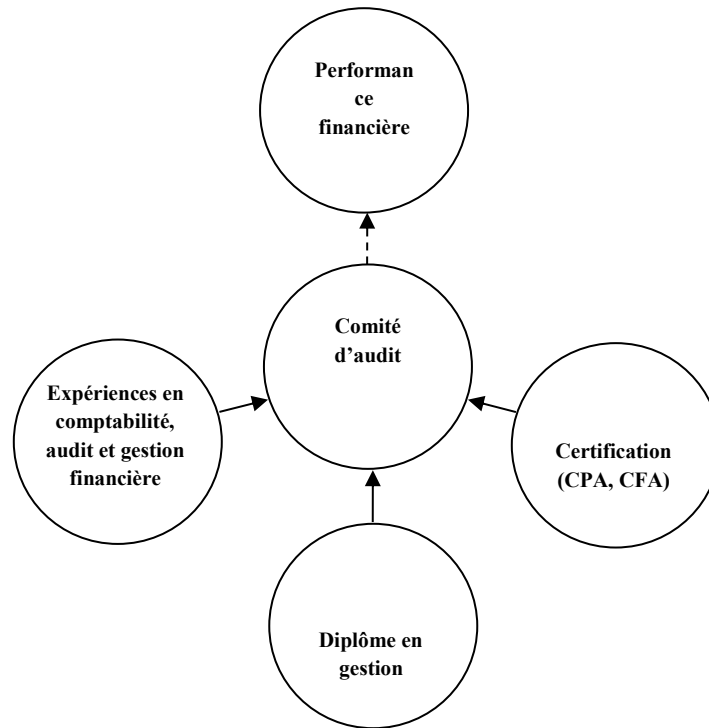 Performan
ce
financière
Comité
d’audit
Expériences en
comptabilité,
audit et gestion
financière
Certification
(CPA, CFA)
Diplôme en
gestion